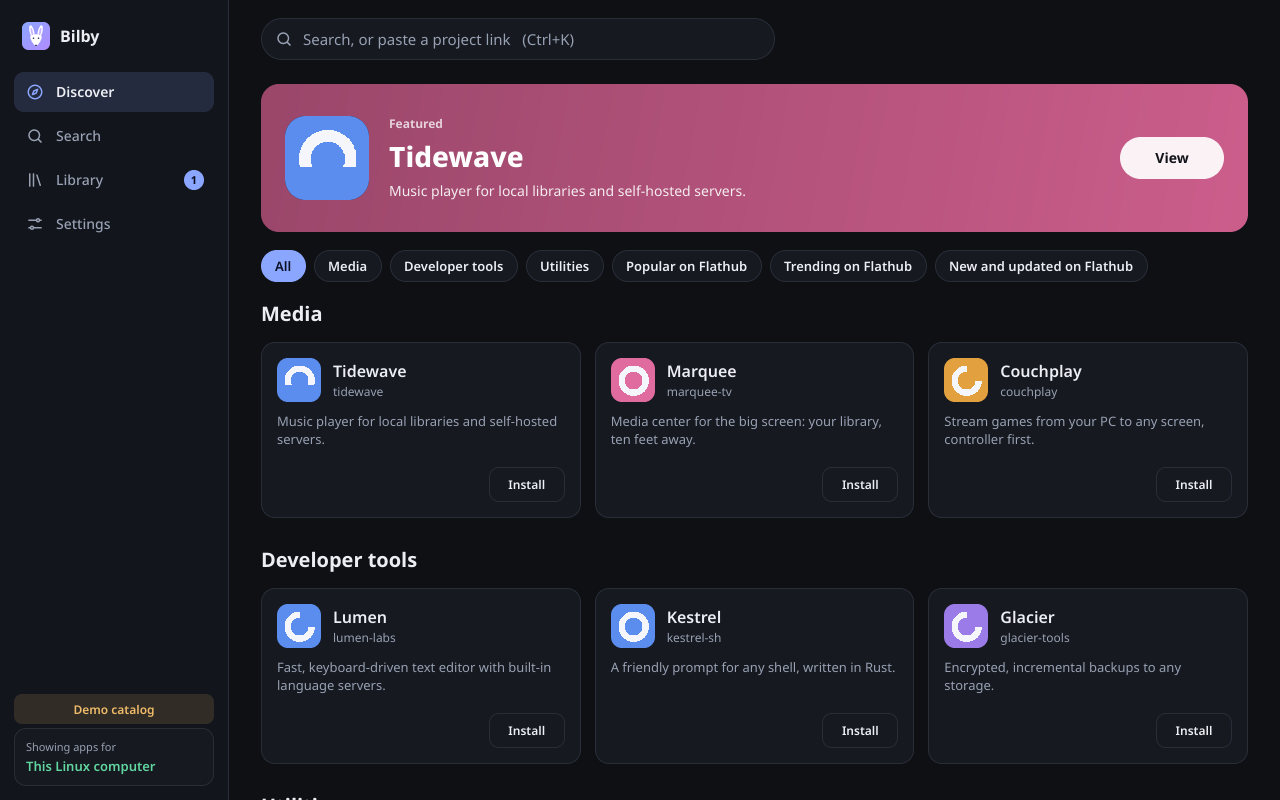 Bilby
Discover
Search
Library
1
Settings
Demo catalog
Showing apps for
This Linux computer
Search, or paste a project link (Ctrl+K)
Featured
Tidewave
Music player for local libraries and self-hosted servers.
View
All
Media
Developer tools
Utilities
Popular on Flathub
Trending on Flathub
New and updated on Flathub
Media
Tidewave
tidewave
Music player for local libraries and self-hosted
servers.
Install
Marquee
marquee-tv
Media center for the big screen: your library,
ten feet away.
Install
Couchplay
couchplay
Stream games from your PC to any screen,
controller first.
Install
Developer tools
Lumen
lumen-labs
Fast, keyboard-driven text editor with built-in
language servers.
Install
Kestrel
kestrel-sh
A friendly prompt for any shell, written in Rust.
Install
Glacier
glacier-tools
Encrypted, incremental backups to any
storage.
Install